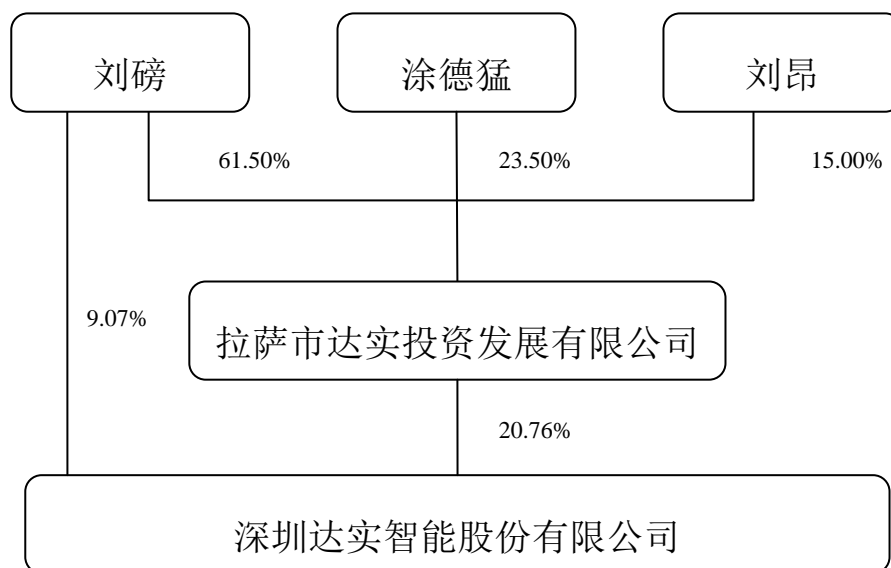 刘磅
涂德猛
刘昂
61.50%
23.50%
15.00%
9.07%
拉萨市达实投资发展有限公司
20.76%
深圳达实智能股份有限公司